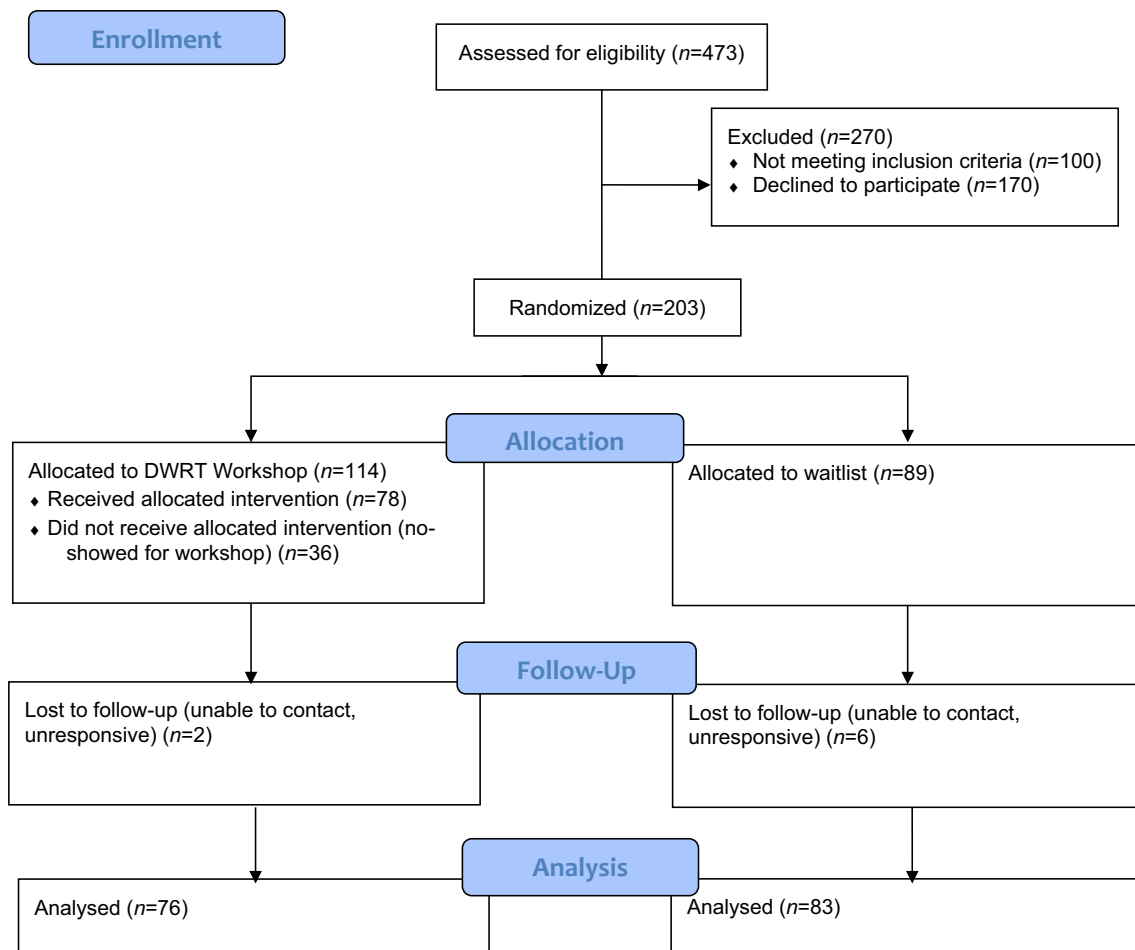 Enrollment
Assessed for eligibility (n=473)
Excluded (n=270)
♦ Not meeting inclusion criteria (n=100)
♦ Declined to participate (n=170)
Randomized (n=203)
Allocation
Allocated to DWRT Workshop (n=114)
♦ Received allocated intervention (n=78)
♦ Did not receive allocated intervention (no-
showed for workshop) (n=36)
Allocated to waitlist (n=89)
Follow-Up
Lost to follow-up (unable to contact,
unresponsive) (n=2)
Lost to follow-up (unable to contact,
unresponsive) (n=6)
Analysis
Analysed (n=76)
Analysed (n=83)